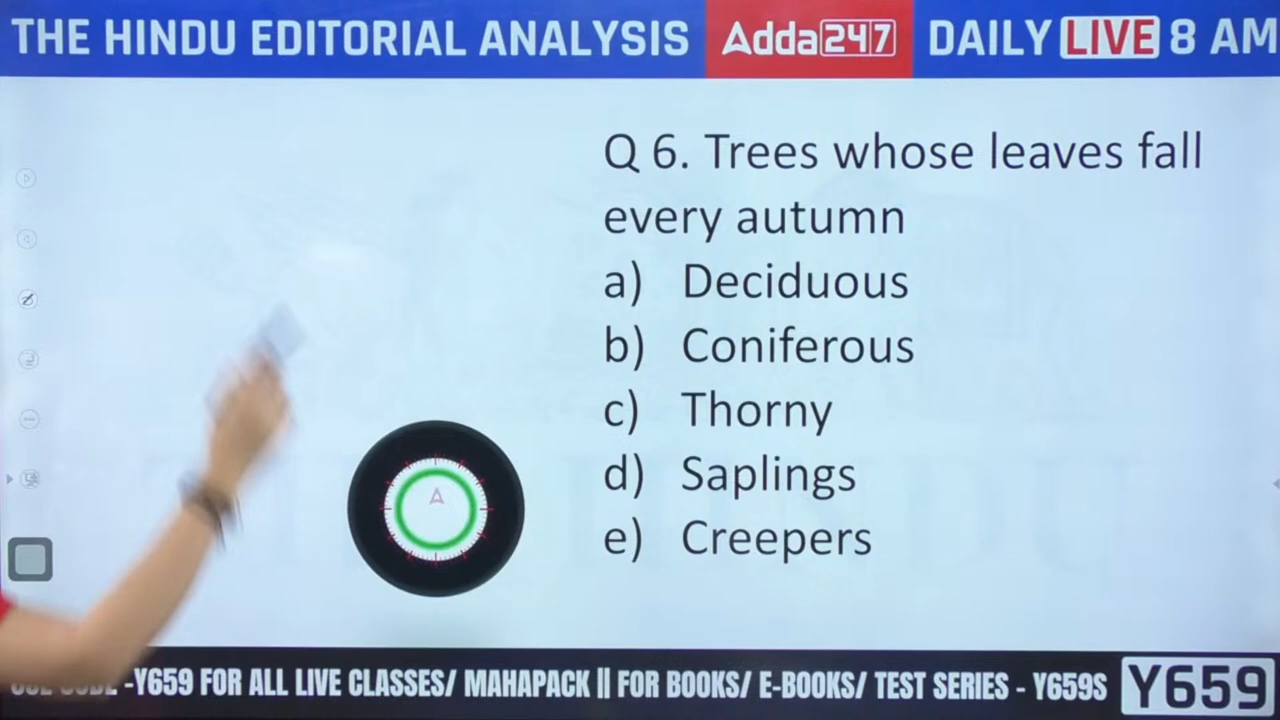 THE HINDU EDITORIAL ANALYSIS Adda247 DAILY LIVE 8 AM
Q 6. Trees whose leaves fall
every autumn
a) Deciduous
b) Coniferous
c) Thorny
d) Saplings
e) Creepers
-Y659 FOR ALL LIVE CLASSES/ MAHAPACK || FOR BOOKS/ E-BOOKS/ TEST SERIES - Y659S Y659